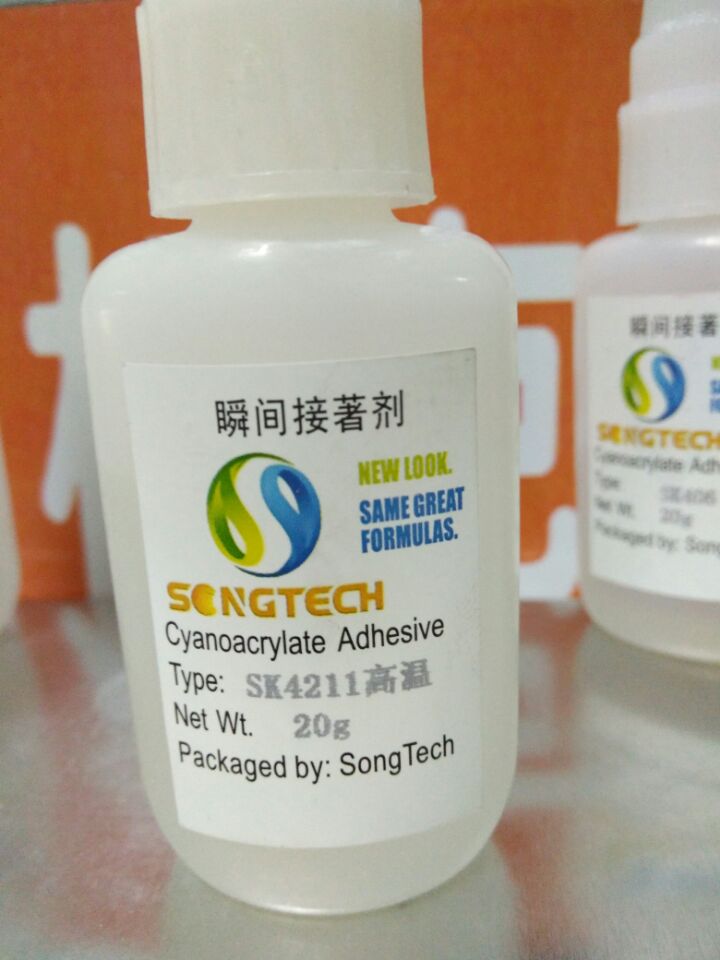 瞬间接著剂
NEW LOOK.
SAME GREAT
FORMULAS.
SONGTECH
Cyanoacrylate Adhesive
Type: SK4211高温
Net Wt. 20g
Packaged by: SongTech
瞬间接著
SONGTECH
Cyanoacrylate Adh
Type: SK406
Net Wt. 20g
Packaged by: Song